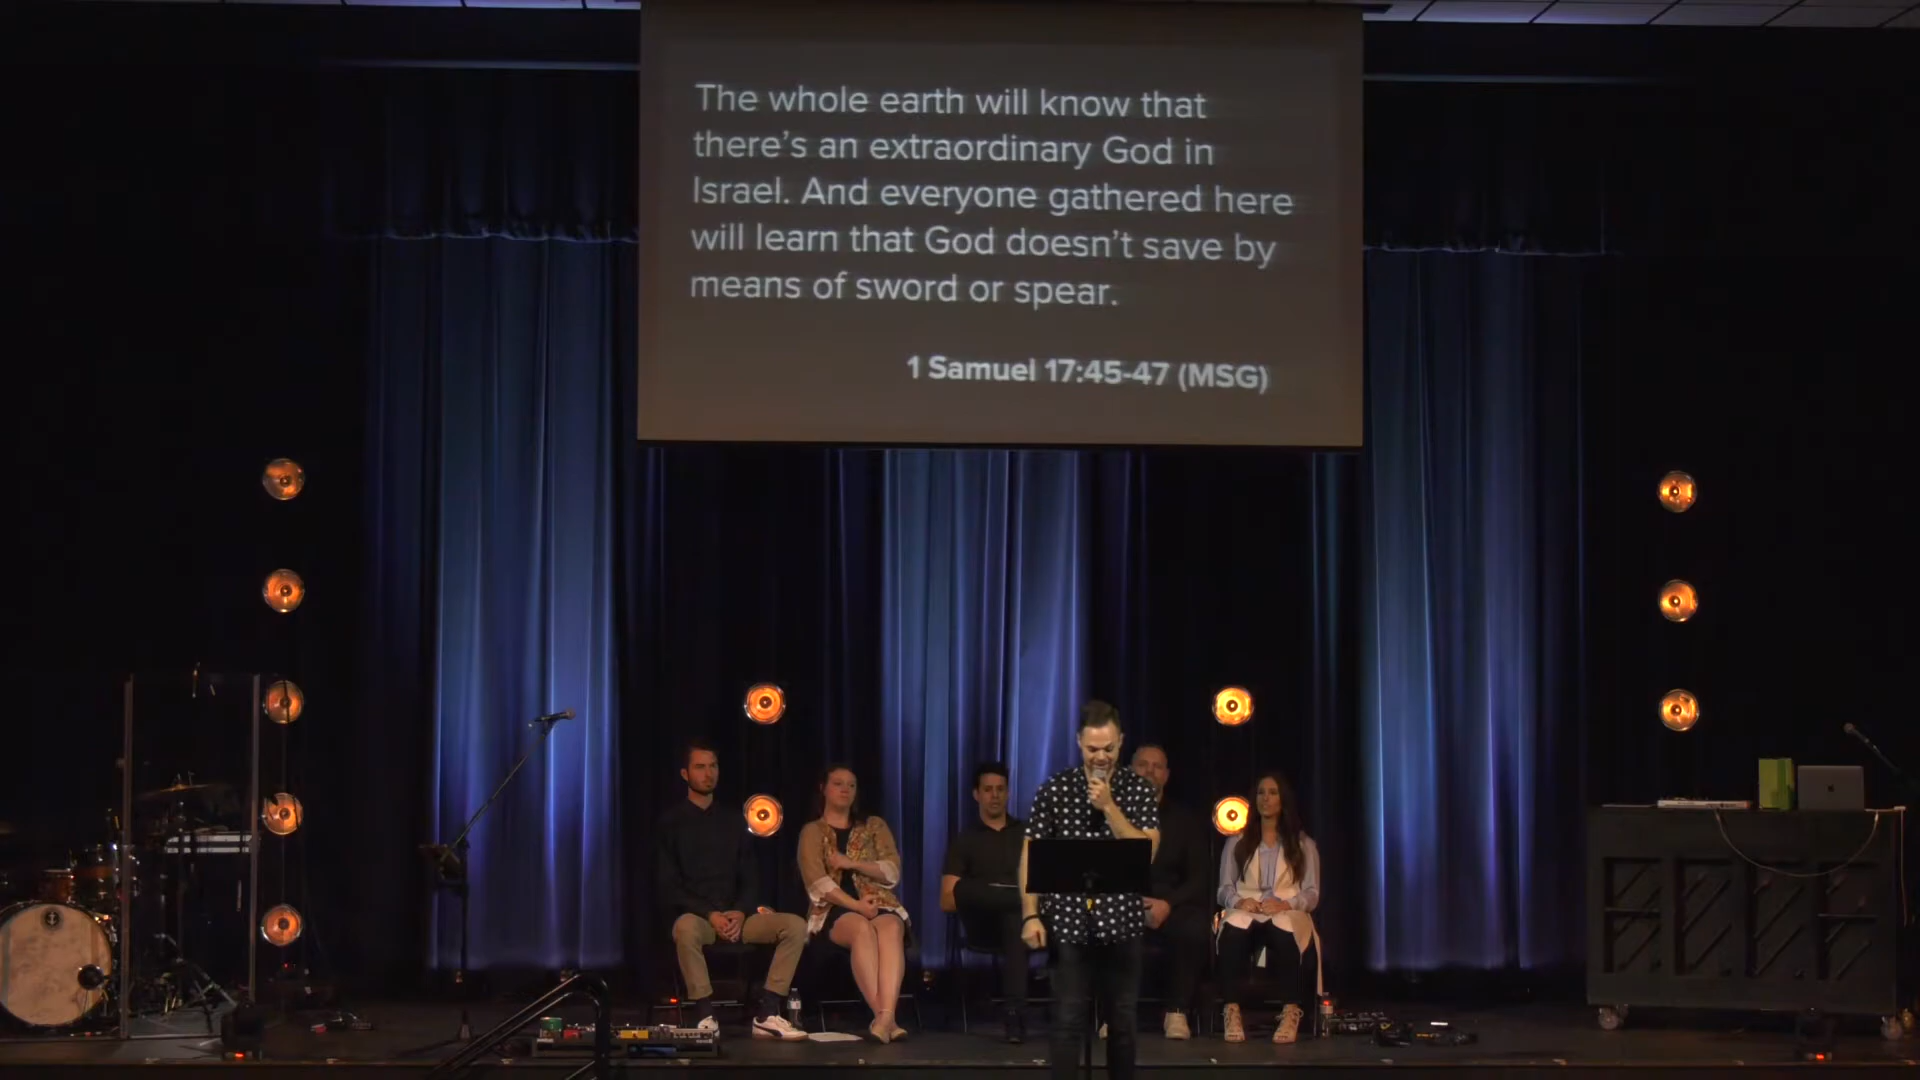 The whole earth will know that
there's an extraordinary God in
Israel. And everyone gathered here
will learn that God doesn't save by
means of sword or spear.
1 Samuel 17:45-47 (MSG)